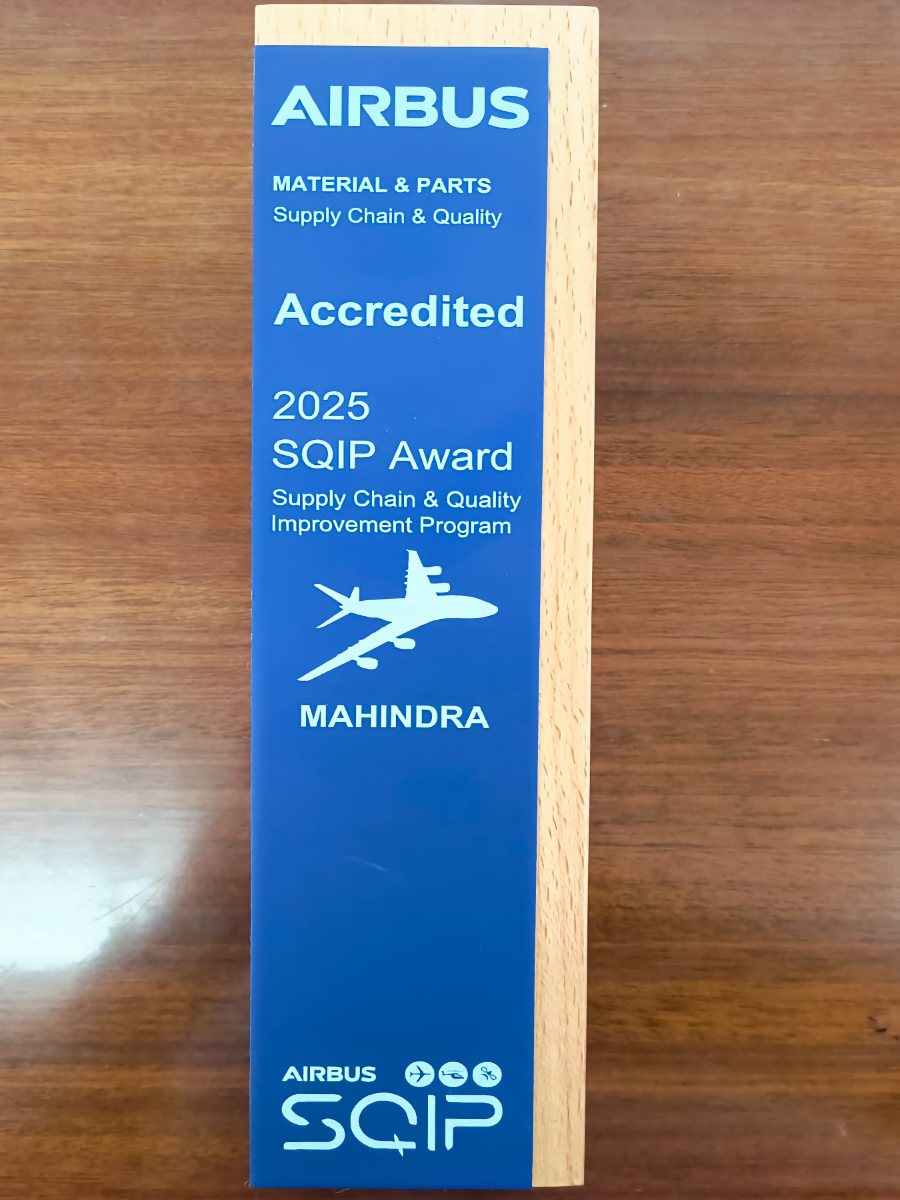 AIRBUS
MATERIAL & PARTS
Supply Chain & Quality
Accredited
2025
SQIP Award
Supply Chain & Quality
Improvement Program
MAHINDRA
AIRBUS
SQIP